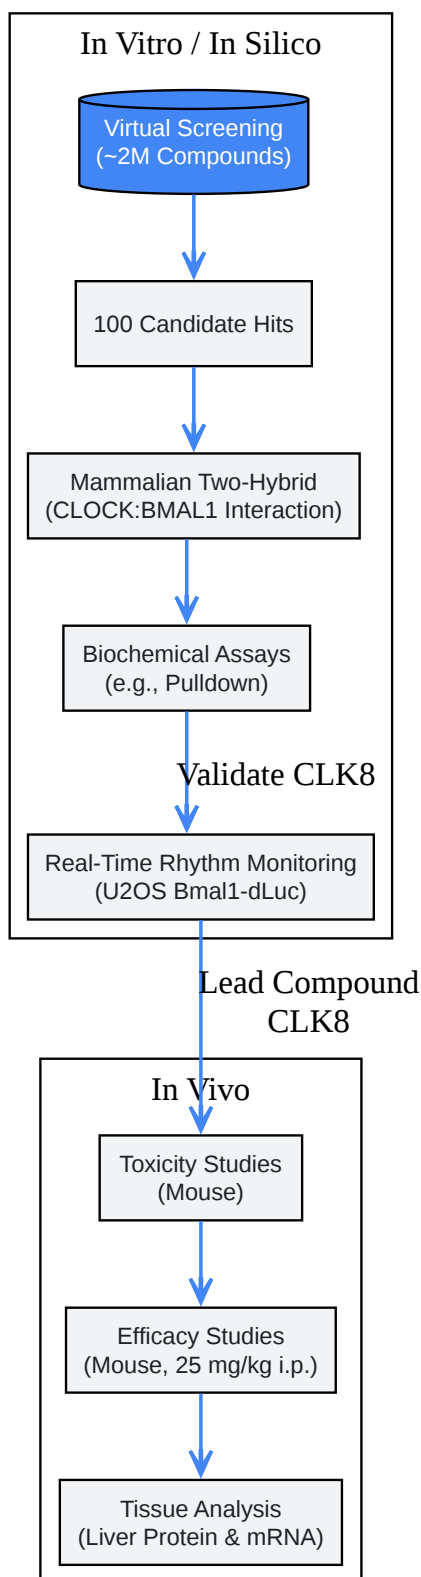 In Vitro / In Silico
Virtual Screening
(~2M Compounds)
100 Candidate Hits
Mammalian Two-Hybrid
(CLOCK:BMAL1 Interaction)
Biochemical Assays
(e.g., Pulldown)
Validate CLK8
Real-Time Rhythm Monitoring
(U2OS Bmal1-dLuc)
Lead Compound
CLK8
In Vivo
Toxicity Studies
(Mouse)
Efficacy Studies
(Mouse, 25 mg/kg i.p.)
Tissue Analysis
(Liver Protein & mRNA)